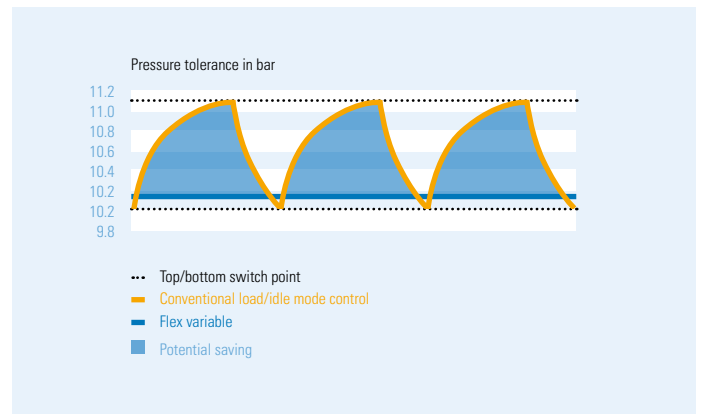 Pressure tolerance in bar
11.2
11.0
10.8
10.6
10.4
10.2
10.2
9.8
Top/bottom switch point
Conventional load/idle mode control
Flex variable
Potential saving